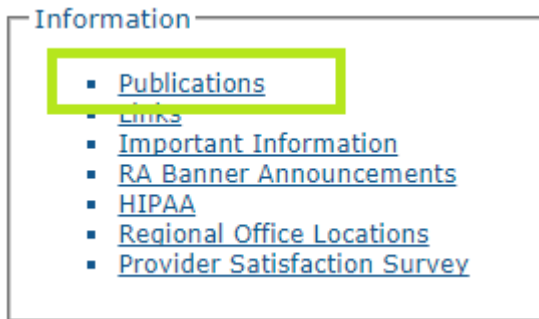 Information
Publications
Links
Important Information
RA Banner Announcements
HIPAA
Regional Office Locations
Provider Satisfaction Survey